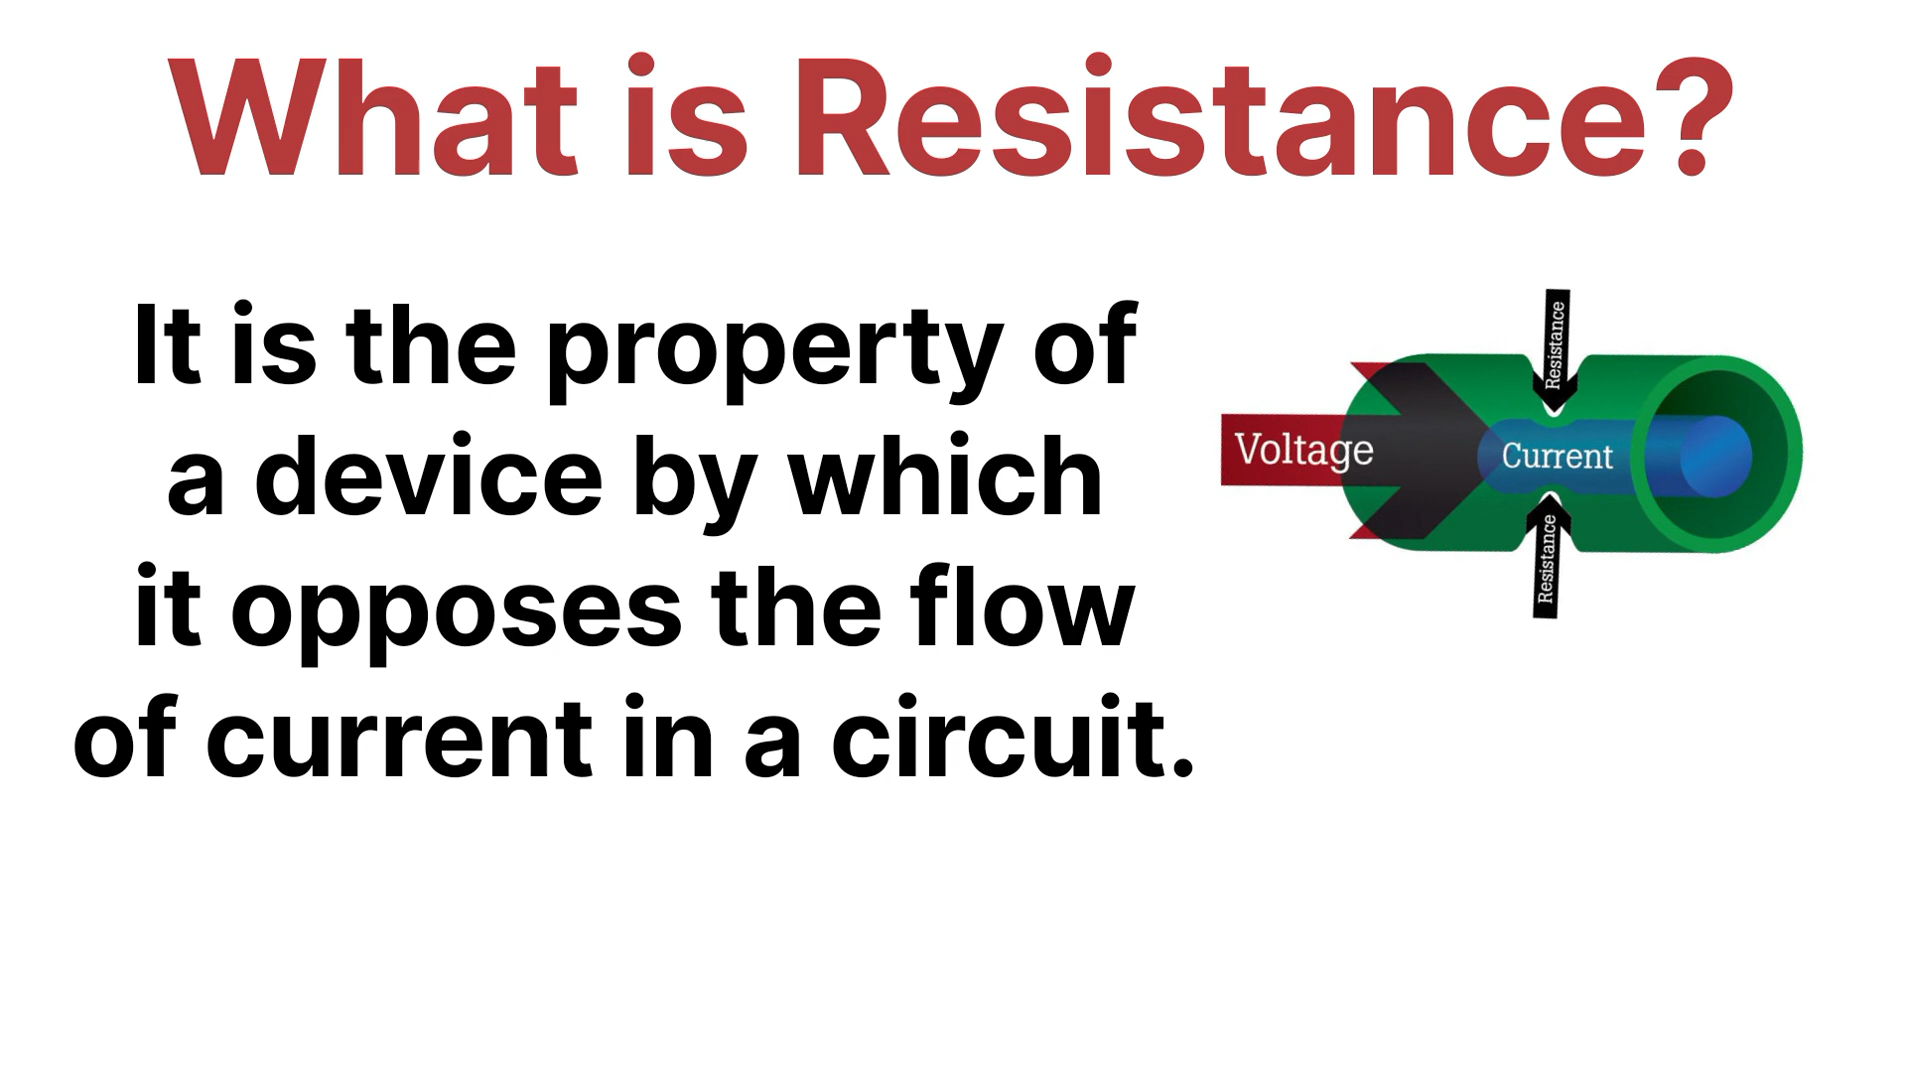 What is Resistance?
It is the property of
a device by which
it opposes the flow
of current in a circuit.
Resistance
Voltage
Current
Resistance